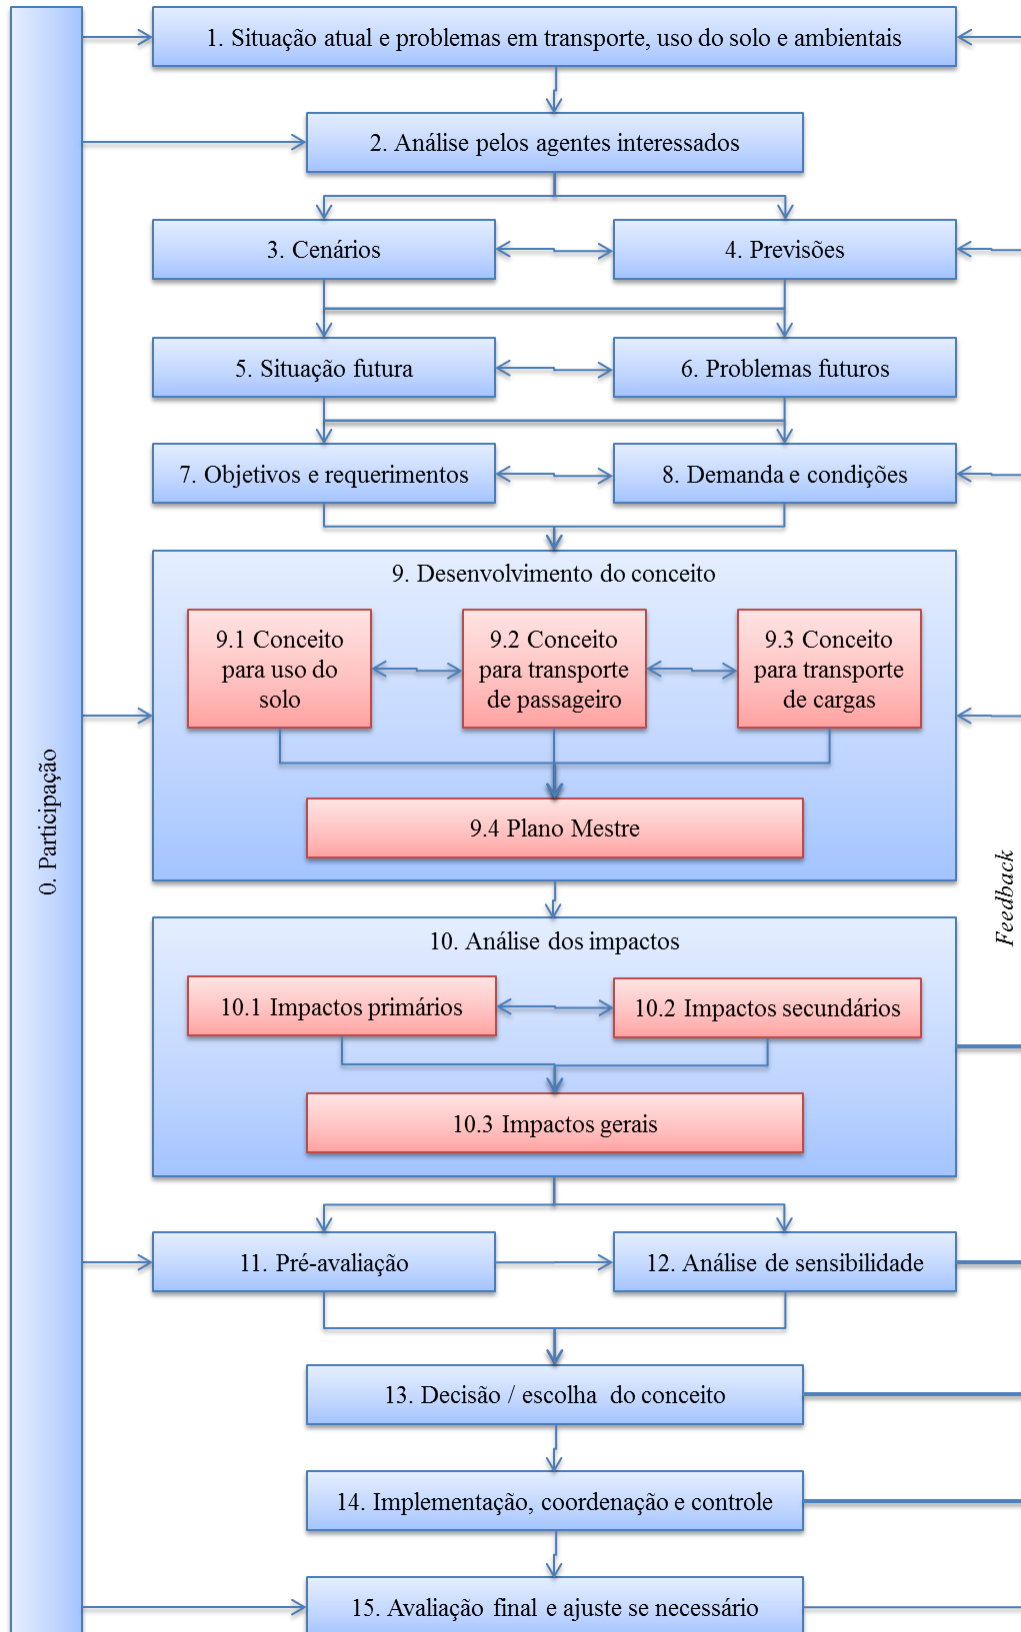 0. Participação
1. Situação atual e problemas em transporte, uso do solo e ambientais
2. Análise pelos agentes interessados
3. Cenários
4. Previsões
5. Situação futura
6. Problemas futuros
7. Objetivos e requerimentos
8. Demanda e condições
9. Desenvolvimento do conceito
9.1 Conceito
para uso do
solo
9.2 Conceito
para transporte
de passageiro
9.3 Conceito
para transporte
de cargas
9.4 Plano Mestre
Feedback
10. Análise dos impactos
10.1 Impactos primários
10.2 Impactos secundários
10.3 Impactos gerais
11. Pré-avaliação
12. Análise de sensibilidade
13. Decisão / escolha do conceito
14. Implementação, coordenação e controle
15. Avaliação final e ajuste se necessário